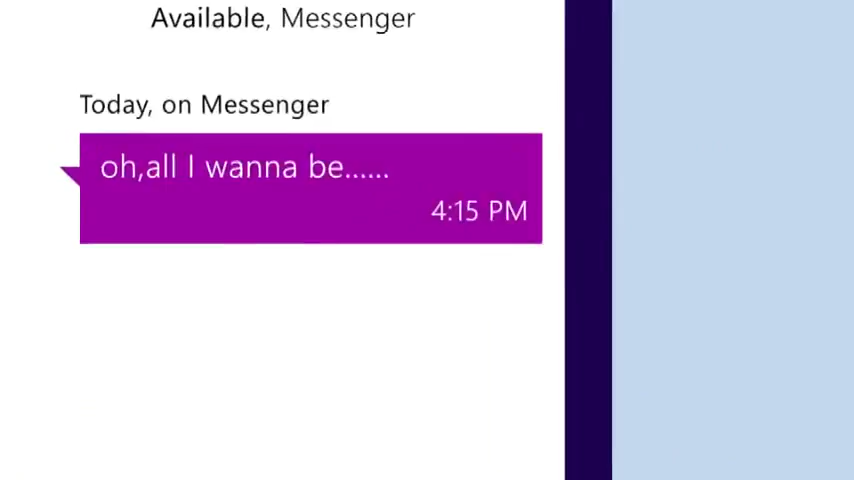 Available, Messenger
Today, on Messenger
oh,all I wanna be......
4:15 PM